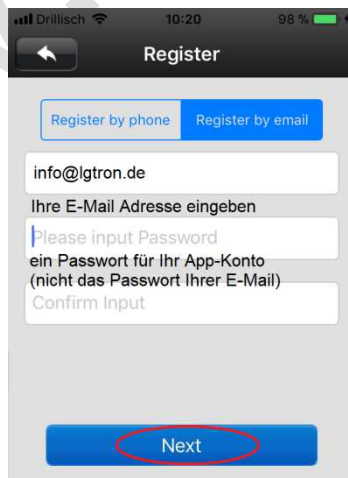 Drillisch 10:20 98 %
Register
Register by phone Register by email
info@lgtron.de
Ihre E-Mail Adresse eingeben
Please input Password
ein Passwort für Ihr App-Konto
(nicht das Passwort Ihrer E-Mail)
Confirm Input
Next